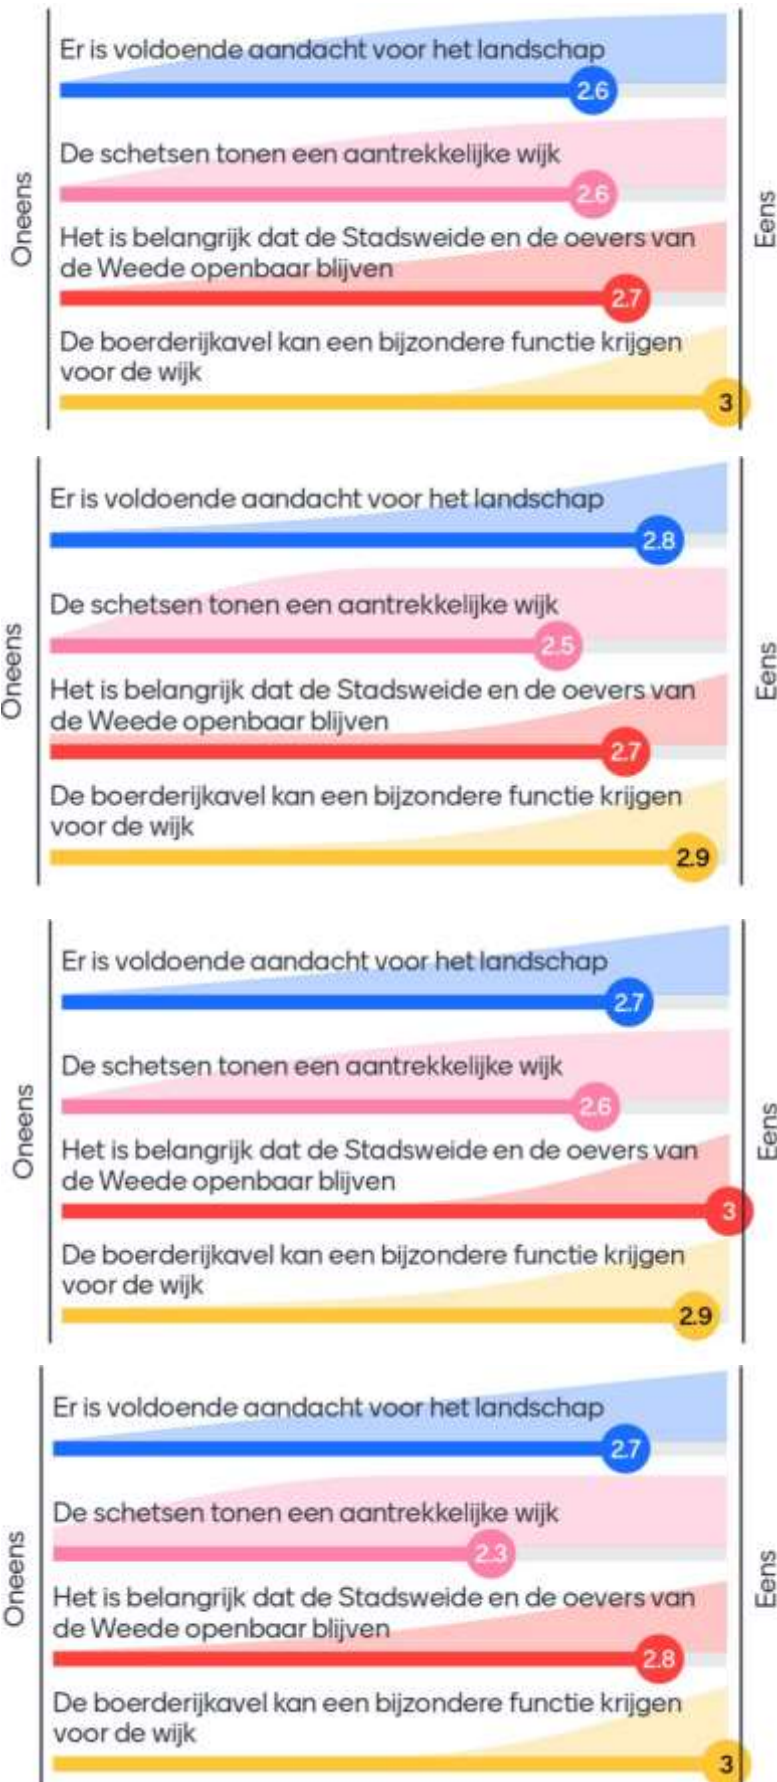 Er is voldoende aandacht voor het landschap
2.6
De schetsen tonen een aantrekkelijke wijk
2.6
Het is belangrijk dat de Stadsweide en de oevers van
de Weede openbaar blijven
2.7
De boerderijkavel kan een bijzondere functie krijgen
voor de wijk
3
Oneens
Eens
Er is voldoende aandacht voor het landschap
2.8
De schetsen tonen een aantrekkelijke wijk
2.5
Het is belangrijk dat de Stadsweide en de oevers van
de Weede openbaar blijven
2.7
De boerderijkavel kan een bijzondere functie krijgen
voor de wijk
2.9
Oneens
Eens
Er is voldoende aandacht voor het landschap
2.7
De schetsen tonen een aantrekkelijke wijk
2.6
Het is belangrijk dat de Stadsweide en de oevers van
de Weede openbaar blijven
3
De boerderijkavel kan een bijzondere functie krijgen
voor de wijk
2.9
Oneens
Eens
Er is voldoende aandacht voor het landschap
2.7
De schetsen tonen een aantrekkelijke wijk
2.3
Het is belangrijk dat de Stadsweide en de oevers van
de Weede openbaar blijven
2.8
De boerderijkavel kan een bijzondere functie krijgen
voor de wijk
3
Oneens
Eens